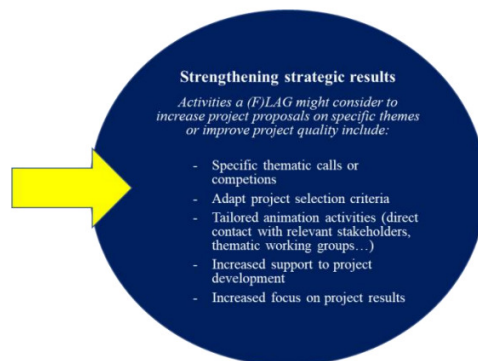 Strengthening strategic results
Activities a (F)LAG might consider to
increase project proposals on specific themes
or improve project quality include:
- Specific thematic calls or
competions
- Adapt project selection criteria
- Tailored animation activities (direct
contact with relevant stakeholders,
thematic working groups…)
- Increased support to project
development
- Increased focus on project results